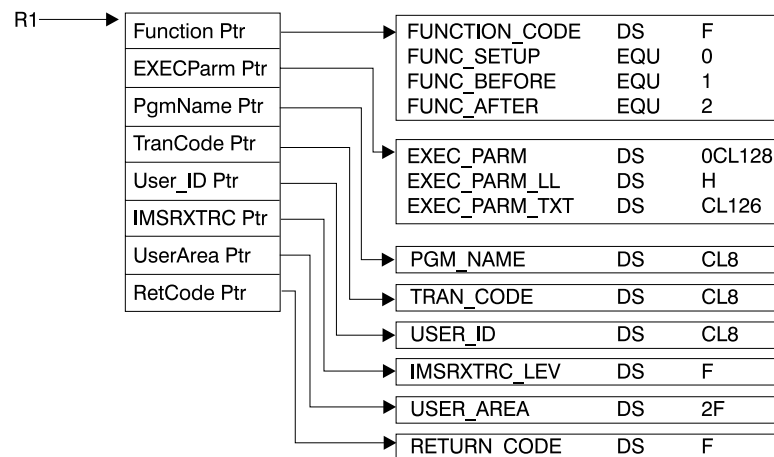 R1
Function Ptr
EXECParm Ptr
PgmName Ptr
TranCode Ptr
User_ID Ptr
IMSRXTRC Ptr
UserArea Ptr
RetCode Ptr
FUNCTION_CODE DS F
FUNC_SETUP EQU 0
FUNC_BEFORE EQU 1
FUNC_AFTER EQU 2
EXEC_PARM DS 0CL128
EXEC_PARM_LL DS H
EXEC_PARM_TXT DS CL126
PGM_NAME DS CL8
TRAN_CODE DS CL8
USER_ID DS CL8
IMSRXTRC_LEV DS F
USER_AREA DS 2F
RETURN_CODE DS F